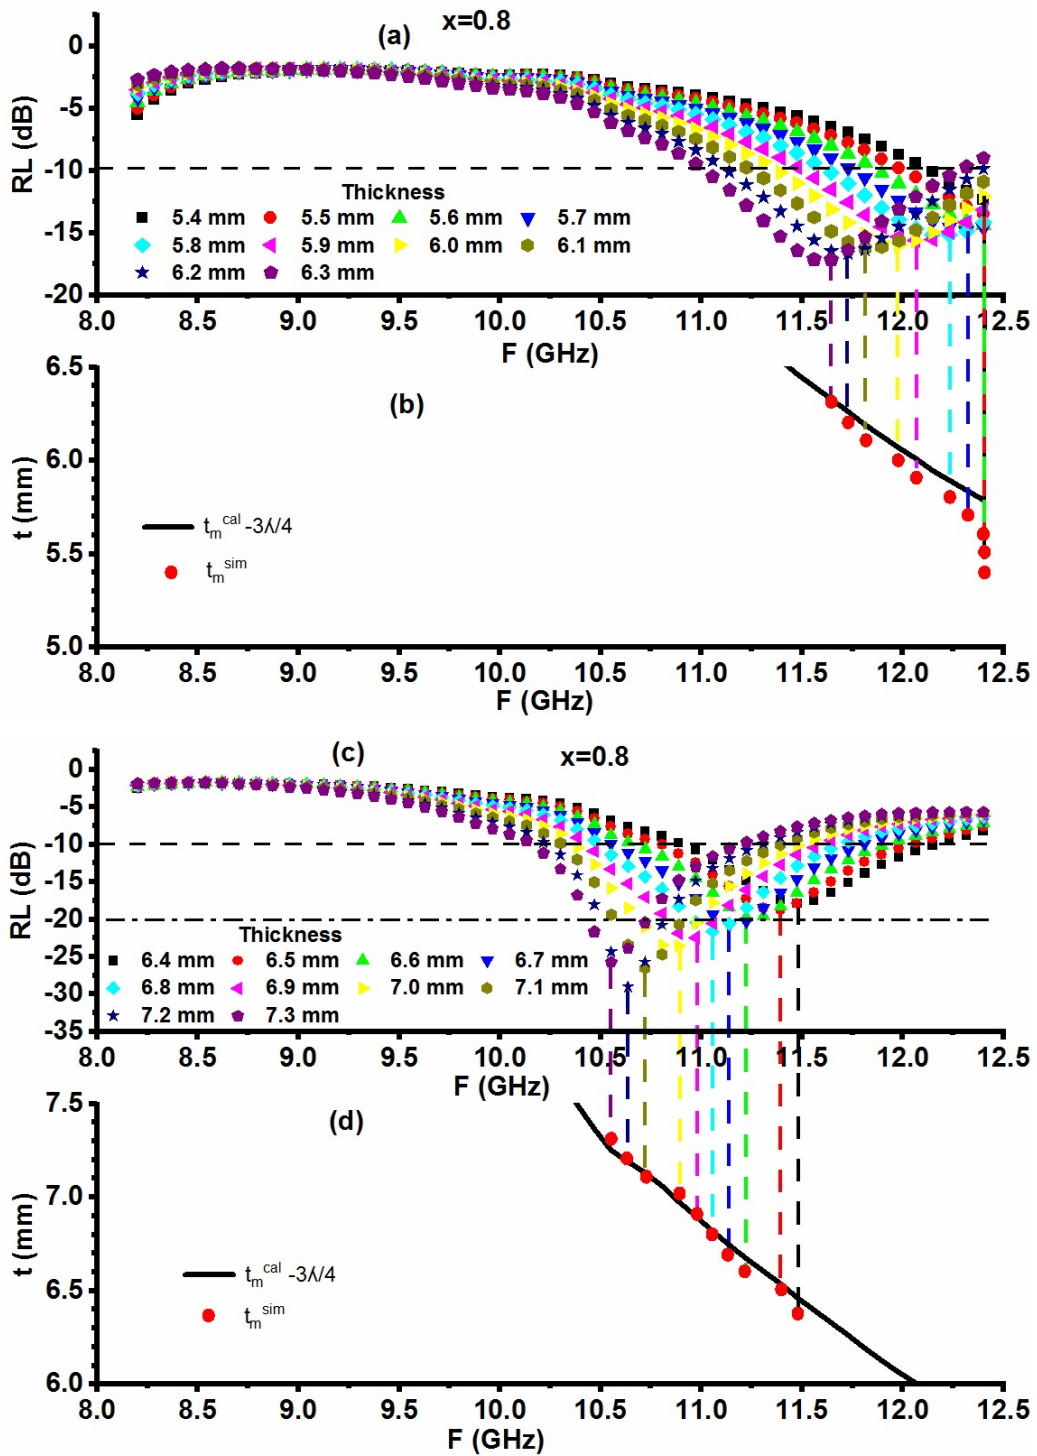 (a) x=0.8
0
-5
-10
-15
-20
RL (dB)
Thickness
5.4 mm 5.5 mm 5.6 mm 5.7 mm
5.8 mm 5.9 mm 6.0 mm 6.1 mm
6.2 mm 6.3 mm
8.0 8.5 9.0 9.5 10.0 10.5 11.0 11.5 12.0 12.5
F (GHz)
(b)
6.5
6.0
5.5
5.0
t (mm)
tₘᶜᵃˡ -3λ/4
tₘˢⁱᵐ
8.0 8.5 9.0 9.5 10.0 10.5 11.0 11.5 12.0 12.5
F (GHz)
(c) x=0.8
0
-5
-10
-15
-20
-25
-30
-35
RL (dB)
Thickness
6.4 mm 6.5 mm 6.6 mm 6.7 mm
6.8 mm 6.9 mm 7.0 mm 7.1 mm
7.2 mm 7.3 mm
8.0 8.5 9.0 9.5 10.0 10.5 11.0 11.5 12.0 12.5
F (GHz)
(d)
7.5
7.0
6.5
6.0
t (mm)
tₘᶜᵃˡ -3λ/4
tₘˢⁱᵐ
8.0 8.5 9.0 9.5 10.0 10.5 11.0 11.5 12.0 12.5
F (GHz)